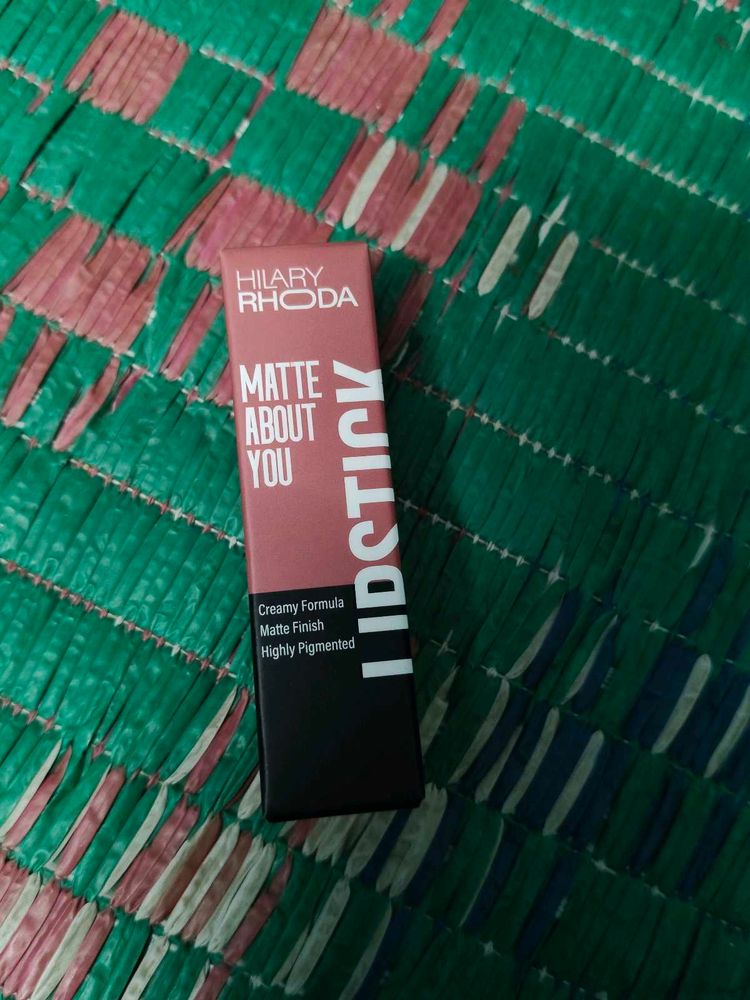 HILARY
RHODA
MATTE
ABOUT
YOU
LIPSTICK
Creamy Formula
Matte Finish
Highly Pigmented